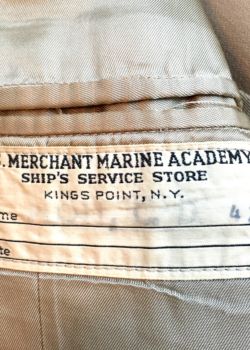 . MERCHANT MARINE ACADEMY
SHIP'S SERVICE STORE
KINGS POINT, N.Y.
me
te